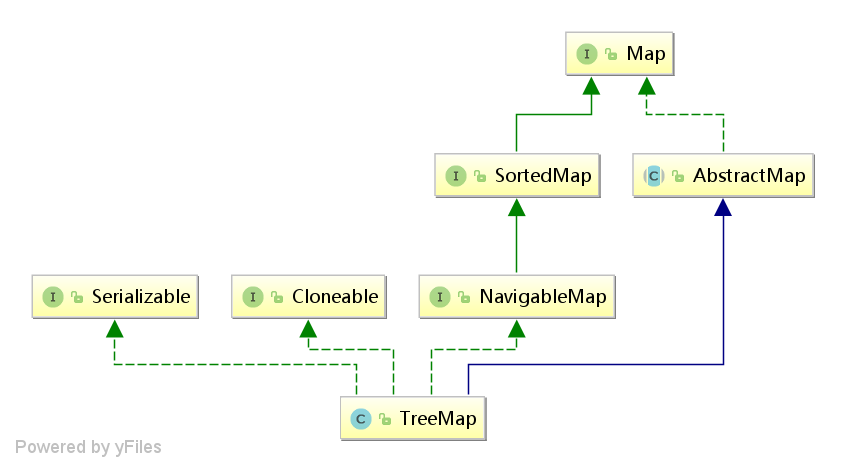 I Map
I SortedMap
C AbstractMap
I Serializable
I Cloneable
I NavigableMap
C TreeMap
Powered by yFiles